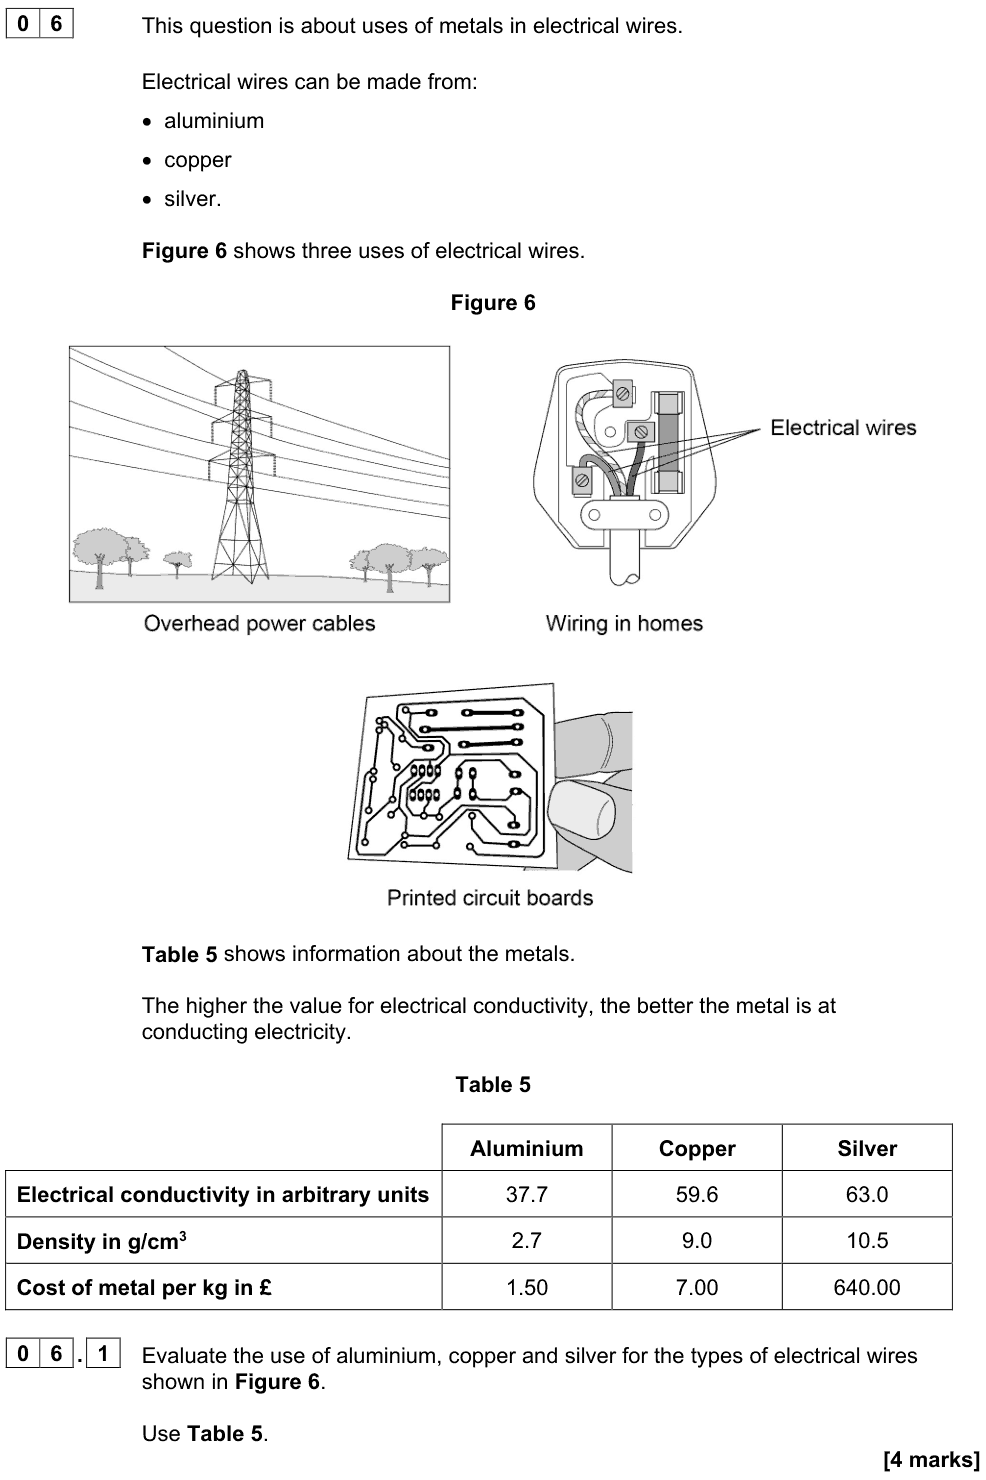 0 6 This question is about uses of metals in electrical wires.
Electrical wires can be made from:
• aluminium
• copper
• silver.
Figure 6 shows three uses of electrical wires.
Figure 6
Electrical wires
Overhead power cables
Wiring in homes
Printed circuit boards
Table 5 shows information about the metals.
The higher the value for electrical conductivity, the better the metal is at
conducting electricity.
Table 5
Aluminium Copper Silver
Electrical conductivity in arbitrary units 37.7 59.6 63.0
Density in g/cm³ 2.7 9.0 10.5
Cost of metal per kg in £ 1.50 7.00 640.00
0 6 . 1 Evaluate the use of aluminium, copper and silver for the types of electrical wires
shown in Figure 6.
Use Table 5.
[4 marks]